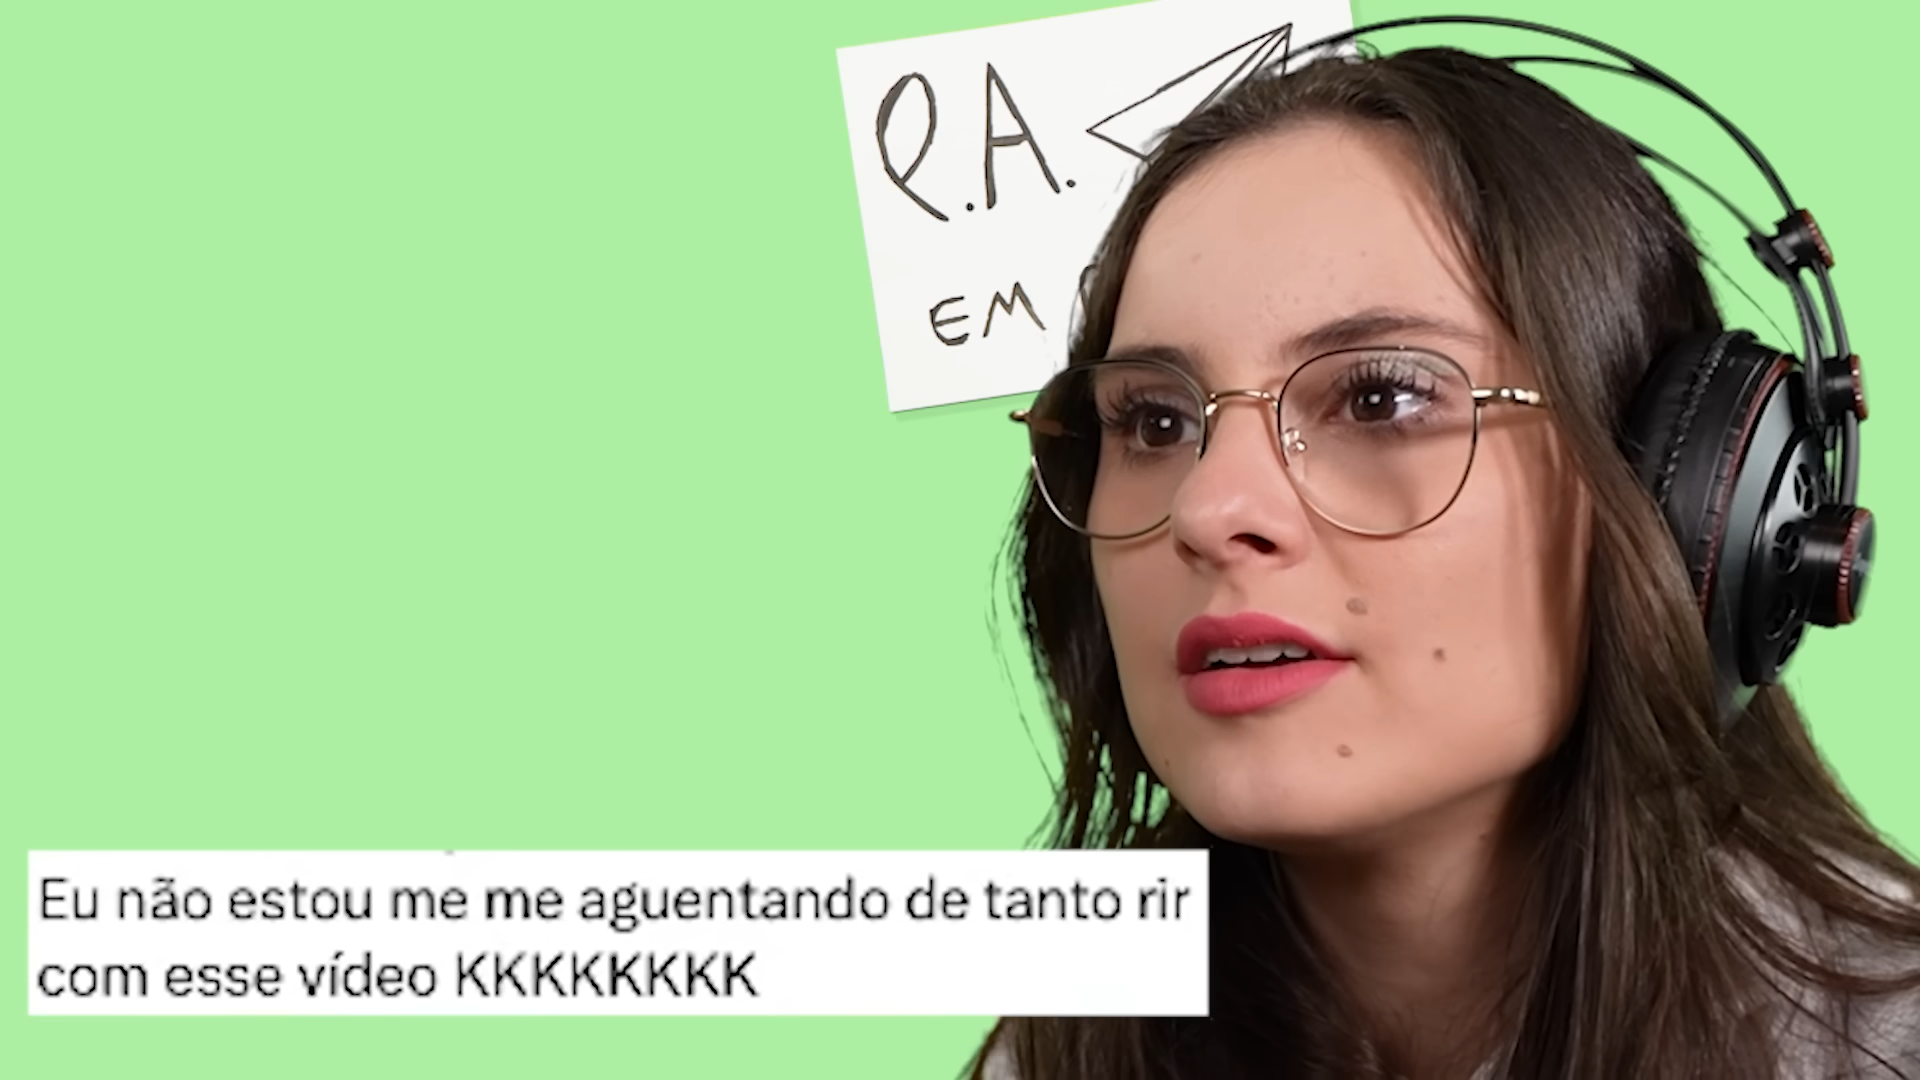 P.A.
EM
Eu não estou me me aguentando de tanto rir
com esse vídeo KKKKKKKK